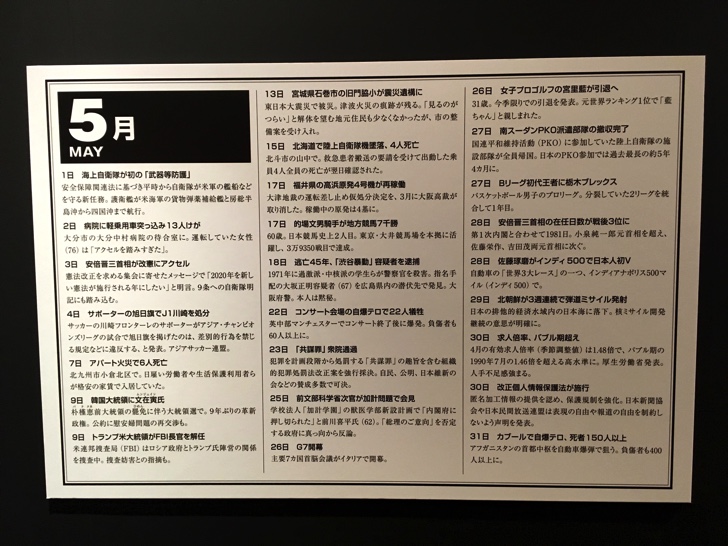 5月
MAY
1日 海上自衛隊が初の「武器等防護」
安全保障関連法に基づき平時から自衛隊が米軍の艦船など
を守る新任務。護衛艦が米海軍の貨物弾薬補給艦と房総半
島沖から四国沖まで航行。
2日 病院に軽乗用車突っ込み13人けが
大分市の大分中村病院の待合室に。運転していた女性
(76)は「アクセルを踏みすぎた」。
3日 安倍晋三首相が改憲にアクセル
憲法改正を求める集会に寄せたメッセージで「2020年を新し
い憲法が施行される年にしたい」と明言。9条への自衛隊明
記にも踏み込む。
4日 サポーターの旭日旗でJ1川崎を処分
サッカーの川崎フロンターレのサポーターがアジア・チャンピオ
ンズリーグの試合で旭日旗を掲げたのは、差別的行為を禁じ
る規定などに違反する、と発表。アジアサッカー連盟。
7日 アパート火災で6人死亡
北九州市小倉北区で。日雇い労働者や生活保護利用者ら
が格安の家賃で入居していた。
9日 韓国大統領に文在寅氏
朴槿恵前大統領の罷免に伴う大統領選で。9年ぶりの革新
政権。公約に慰安婦問題の再交渉も。
9日 トランプ米大統領がFBI長官を解任
米連邦捜査局(FBI)はロシア政府とトランプ氏陣営の関係
を捜査中。捜査妨害との指摘も。
13日 宮城県石巻市の旧門脇小が震災遺構に
東日本大震災で被災。津波火災の痕跡が残る。「見るのが
つらい」と解体を望む地元住民も少なくなかったが、市の整
備案を受け入れ。
15日 北海道で陸上自衛隊機墜落、4人死亡
北斗市の山中で。救急患者搬送の要請を受けて出動した乗
員4人全員の死亡が翌日確認された。
17日 福井県の高浜原発4号機が再稼働
大津地裁の運転差し止め仮処分決定を、3月に大阪高裁が
取り消した。稼働中の原発は4基に。
17日 的場文男騎手が地方競馬7千勝
60歳。日本競馬史上2人目。東京・大井競馬場を本拠に活
躍し、3万9350戦目で達成。
18日 逃亡45年、「渋谷暴動」容疑者を逮捕
1971年に過激派・中核派の学生らが警察官を殺害。指名手
配の大坂正明容疑者(67)を広島県内の潜伏先で発見。大
阪府警。本人は黙秘。
22日 コンサート会場の自爆テロで22人犠牲
英中部マンチェスターでコンサート終了後に爆発。負傷者も
60人以上に。
23日 「共謀罪」衆院通過
犯罪を計画段階から処罰する「共謀罪」の趣旨を含む組織
的犯罪処罰法改正案を強行採決。自民、公明、日本維新の
会などの賛成多数で可決。
25日 前文部科学省次官が加計問題で会見
学校法人「加計学園」の獣医学部新設計画で「内閣府に
押し切られた」と前川喜平氏(62)。「総理のご意向」を否定
する政府に真っ向から反論。
26日 G7開幕
主要7カ国首脳会議がイタリアで開幕。
26日 女子プロゴルフの宮里藍が引退へ
31歳。今季限りでの引退を発表。元世界ランキング1位で「藍
ちゃん」と親しまれた。
27日 南スーダンPKO派遣部隊の撤収完了
国連平和維持活動(PKO)に参加していた陸上自衛隊の施
設部隊が全員帰国。日本のPKO参加では過去最長の約5年
4カ月に。
27日 Bリーグ初代王者に栃木ブレックス
バスケットボール男子のプロリーグ。分裂していた2リーグを統
合して1年目。
28日 安倍晋三首相の在任日数が戦後3位に
第1次内閣と合わせて1981日。小泉純一郎元首相を超え、
佐藤栄作、吉田茂両元首相に次ぐ。
28日 佐藤琢磨がインディ500で日本人初V
自動車の「世界3大レース」の一つ、インディアナポリス500マ
イル(インディ500)で。
29日 北朝鮮が3週連続で弾道ミサイル発射
日本の排他的経済水域内の日本海に落下。核ミサイル開発
継続の意思が明確に。
30日 求人倍率、バブル期超え
4月の有効求人倍率(季節調整値)は1.48倍で、バブル期の
1990年7月の1.46倍を超える高水準に。厚生労働省発表。
人手不足感強まる。
30日 改正個人情報保護法が施行
匿名加工情報の提供を認め、保護規制を強化。日本新聞協
会や日本民間放送連盟は表現の自由や報道の自由を制約し
ないよう声明を発表。
31日 カブールで自爆テロ、死者150人以上
アフガニスタンの首都中枢を自動車爆弾で狙う。負傷者も400
人以上に。